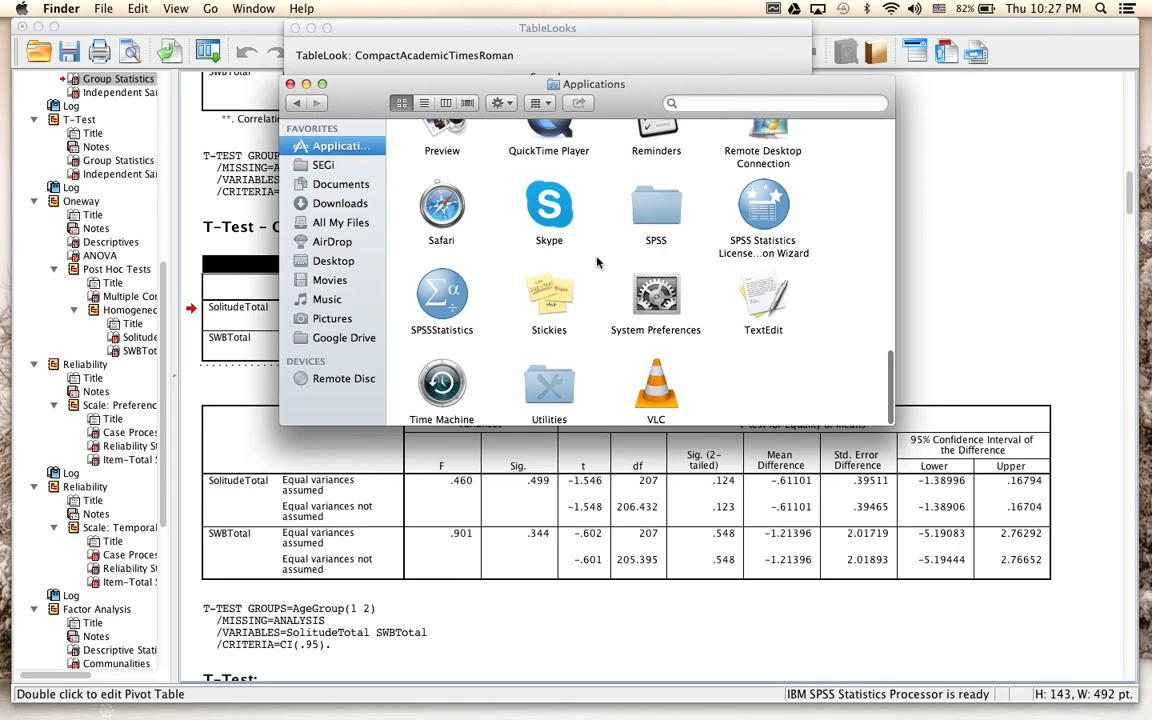 Finder File Edit View Go Window Help
82% Thu 10:27 PM
TableLooks
TableLook: CompactAcademicTimesRoman
Applications
FAVORITES
Applicati...
SEGi
Documents
Downloads
All My Files
AirDrop
Desktop
Movies
Music
Pictures
Google Drive
DEVICES
Remote Disc
Preview
QuickTime Player
Reminders
Remote Desktop
Connection
Safari
Skype
SPSS
SPSS Statistics
License...on Wizard
SPSSStatistics
Stickies
System Preferences
TextEdit
Time Machine
Utilities
VLC
Group Statistics
Independent Sar
Log
T-Test
Title
Notes
Group Statistics
Independent Sar
Log
Oneway
Title
Notes
Descriptives
ANOVA
Post Hoc Tests
Title
Multiple Cor
Homogenec
Title
Solitude
SWBTot
Reliability
Title
Notes
Scale: Preferenc
Title
Case Proces
Reliability St
Item-Total S
Log
Reliability
Title
Notes
Scale: Temporal
Title
Case Proces
Reliability St
Item-Total S
Log
Factor Analysis
Title
Notes
Descriptive Stati
Communalities
SWBTotal
**. Correlatio
T-TEST GROUP
/MISSING=A
/VARIABLES=
/CRITERIA=C
T-Test - C
SolitudeTotal
SWBTotal
Variances
t-test for Equality of Means
95% Confidence Interval of
the Difference
F Sig. t df Sig. (2-
tailed) Mean
Difference Std. Error
Difference Lower Upper
SolitudeTotal Equal variances
assumed .460 .499 -1.546 207 .124 -.61101 .39511 -1.38996 .16794
Equal variances not
assumed -1.548 206.432 .123 -.61101 .39465 -1.38906 .16704
SWBTotal Equal variances
assumed .901 .344 -.602 207 .548 -1.21396 2.01719 -5.19083 2.76292
Equal variances not
assumed -.601 205.395 .548 -1.21396 2.01893 -5.19444 2.76652
T-TEST GROUPS=AgeGroup(1 2)
/MISSING=ANALYSIS
/VARIABLES=SolitudeTotal SWBTotal
/CRITERIA=CI(.95).
T-Test:
Double click to edit Pivot Table
IBM SPSS Statistics Processor is ready
H: 143, W: 492 pt.